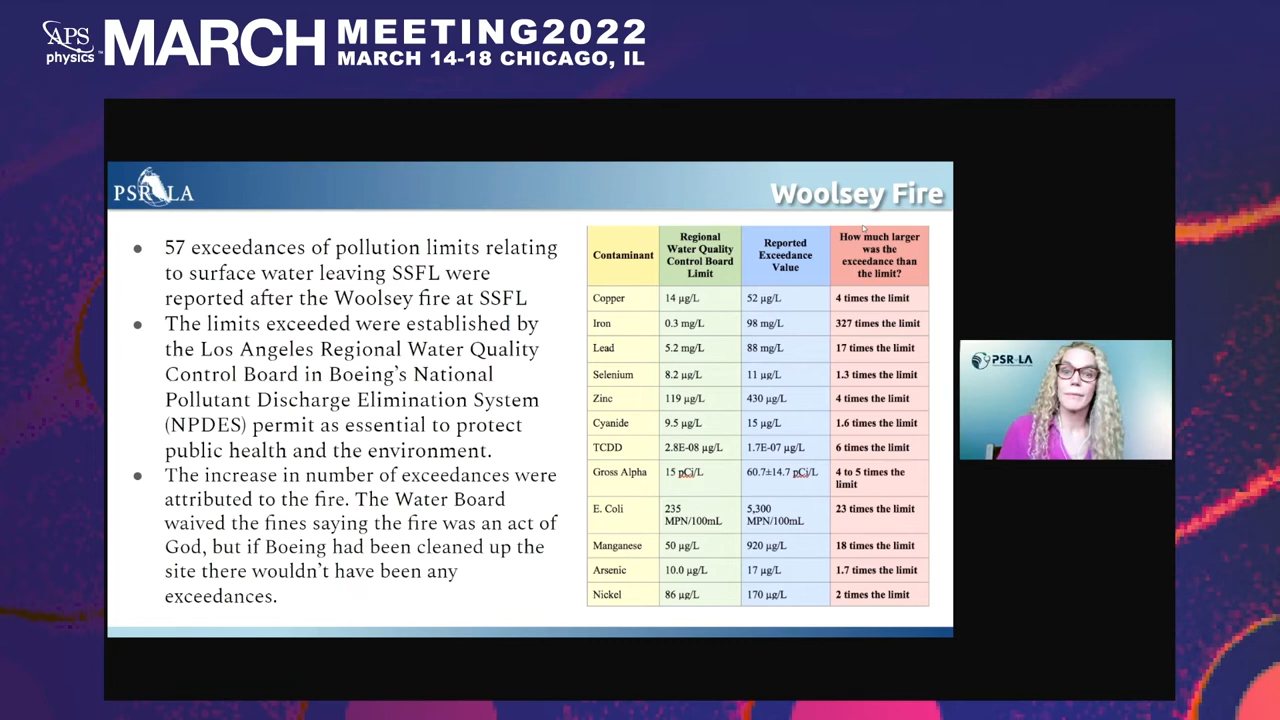 APS
physics
MARCH
MEETING2022
MARCH 14-18 CHICAGO, IL
PSR LA
Woolsey Fire
57 exceedances of pollution limits relating
to surface water leaving SSFL were
reported after the Woolsey fire at SSFL
The limits exceeded were established by
the Los Angeles Regional Water Quality
Control Board in Boeing's National
Pollutant Discharge Elimination System
(NPDES) permit as essential to protect
public health and the environment.
The increase in number of exceedances were
attributed to the fire. The Water Board
waived the fines saying the fire was an act of
God, but if Boeing had been cleaned up the
site there wouldn't have been any
exceedances.
Contaminant
Regional
Water Quality
Control Board
Limit
Reported
Exceedance
Value
How much larger
was the
exceedance than
the limit?
Copper 14 µg/L 52 µg/L 4 times the limit
Iron 0.3 mg/L 98 mg/L 327 times the limit
Lead 5.2 mg/L 88 mg/L 17 times the limit
Selenium 8.2 µg/L 11 µg/L 1.3 times the limit
Zinc 119 µg/L 430 µg/L 4 times the limit
Cyanide 9.5 µg/L 15 µg/L 1.6 times the limit
TCDD 2.8E-08 µg/L 1.7E-07 µg/L 6 times the limit
Gross Alpha 15 pCi/L 60.7±14.7 pCi/L 4 to 5 times the
limit
E. Coli 235 5,300 23 times the limit
MPN/100mL MPN/100mL
Manganese 50 µg/L 920 µg/L 18 times the limit
Arsenic 10.0 µg/L 17 µg/L 1.7 times the limit
Nickel 86 µg/L 170 µg/L 2 times the limit
PSR LA